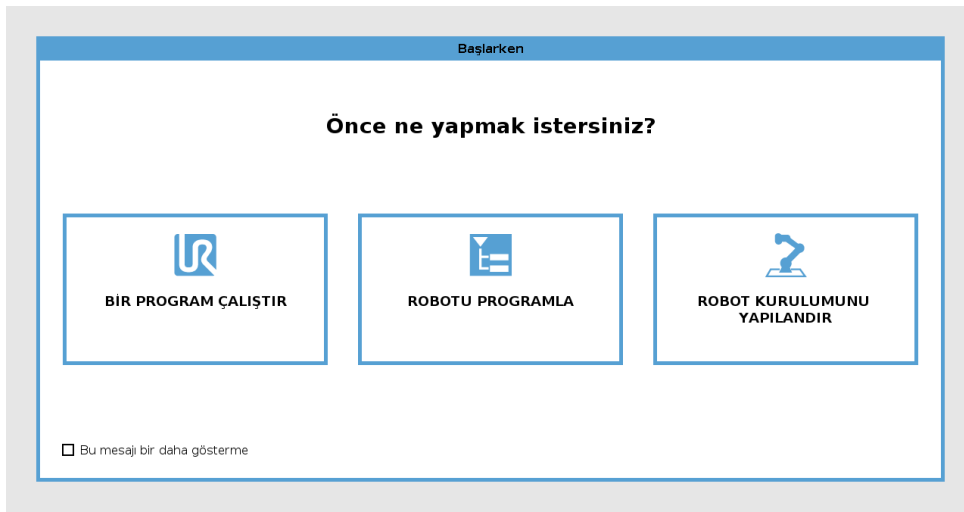 Başlarken
Önce ne yapmak istersiniz?
BİR PROGRAM ÇALIŞTIR
ROBOTU PROGRAMLA
ROBOT KURULUMUNU
YAPILANDIR
Bu mesajı bir daha gösterme